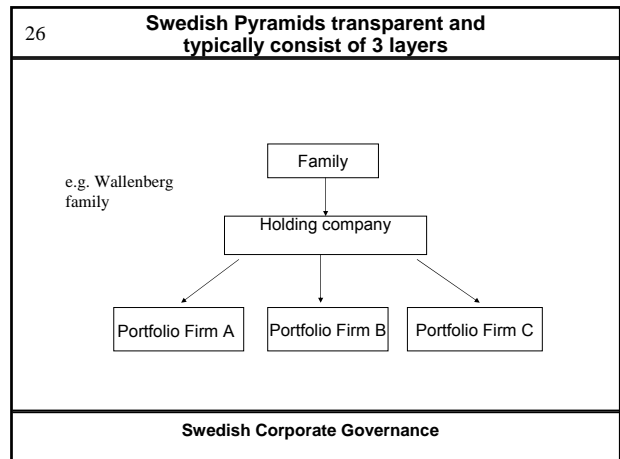 26
Swedish Pyramids transparent and
typically consist of 3 layers
Family
e.g. Wallenberg
family
Holding company
Portfolio Firm A
Portfolio Firm B
Portfolio Firm C
Swedish Corporate Governance